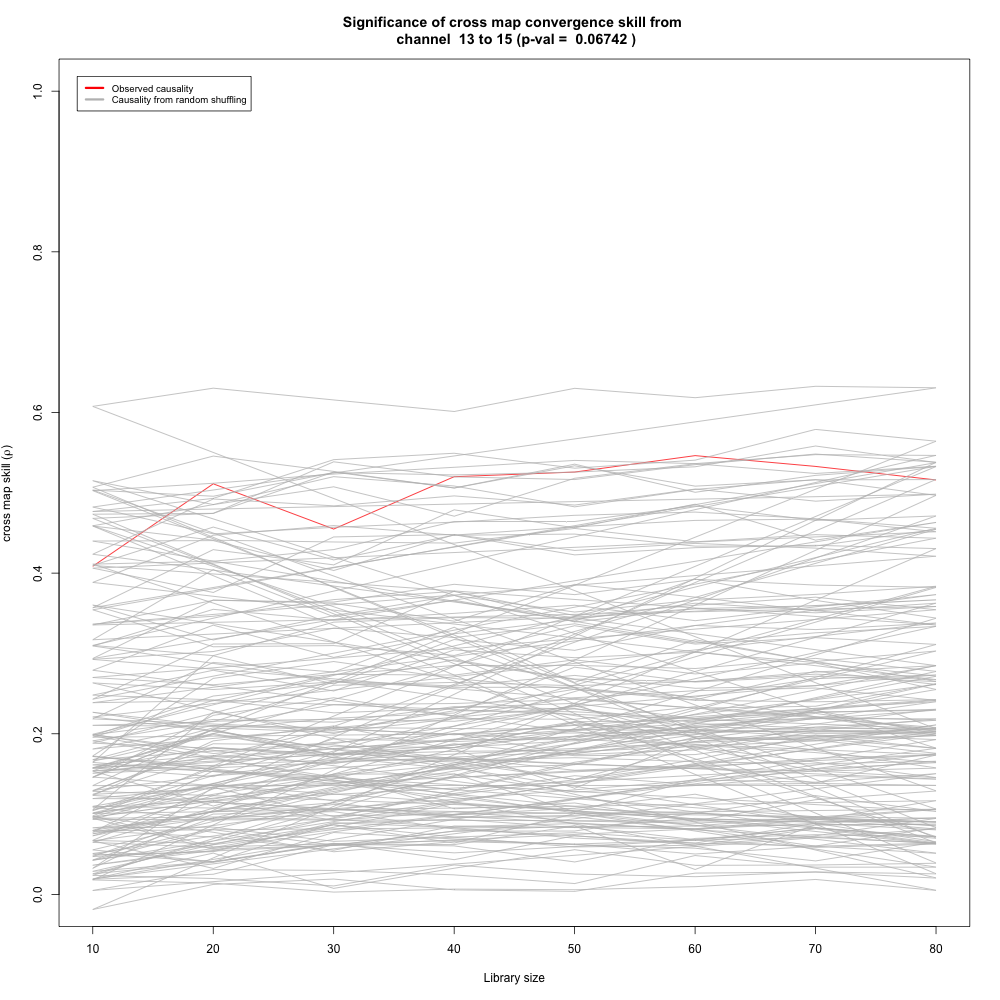 Significance of cross map convergence skill from
channel  13 to 15 (p-val =  0.06742 )
Observed causality
Causality from random shuffling
cross map skill (ρ)
1.0
0.8
0.6
0.4
0.2
0.0
10 20 30 40 50 60 70 80
Library size